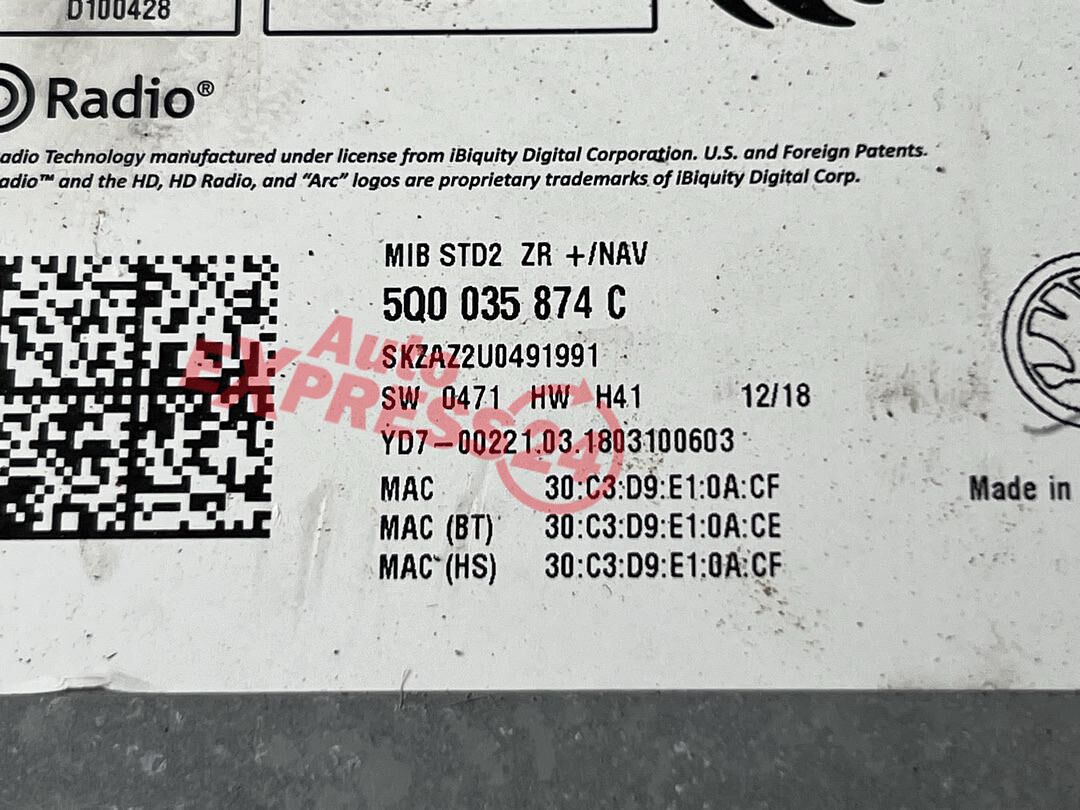 D100428
Radio®
adio Technology manufactured under license from iBiquity Digital Corporation. U.S. and Foreign Patents.
adio™ and the HD, HD Radio, and “Arc” logos are proprietary trademarks of iBiquity Digital Corp.
MIB STD2 ZR +/NAV
5Q0 035 874 C
SKZAZ2U0491991
SW 0471 HW H41 12/18
YD7-00221.03.1803100603
MAC 30:C3:D9:E1:0A:CF
MAC (BT) 30:C3:D9:E1:0A:CE
MAC (HS) 30:C3:D9:E1:0A:CF
Made in
Auto
EXPRESS24